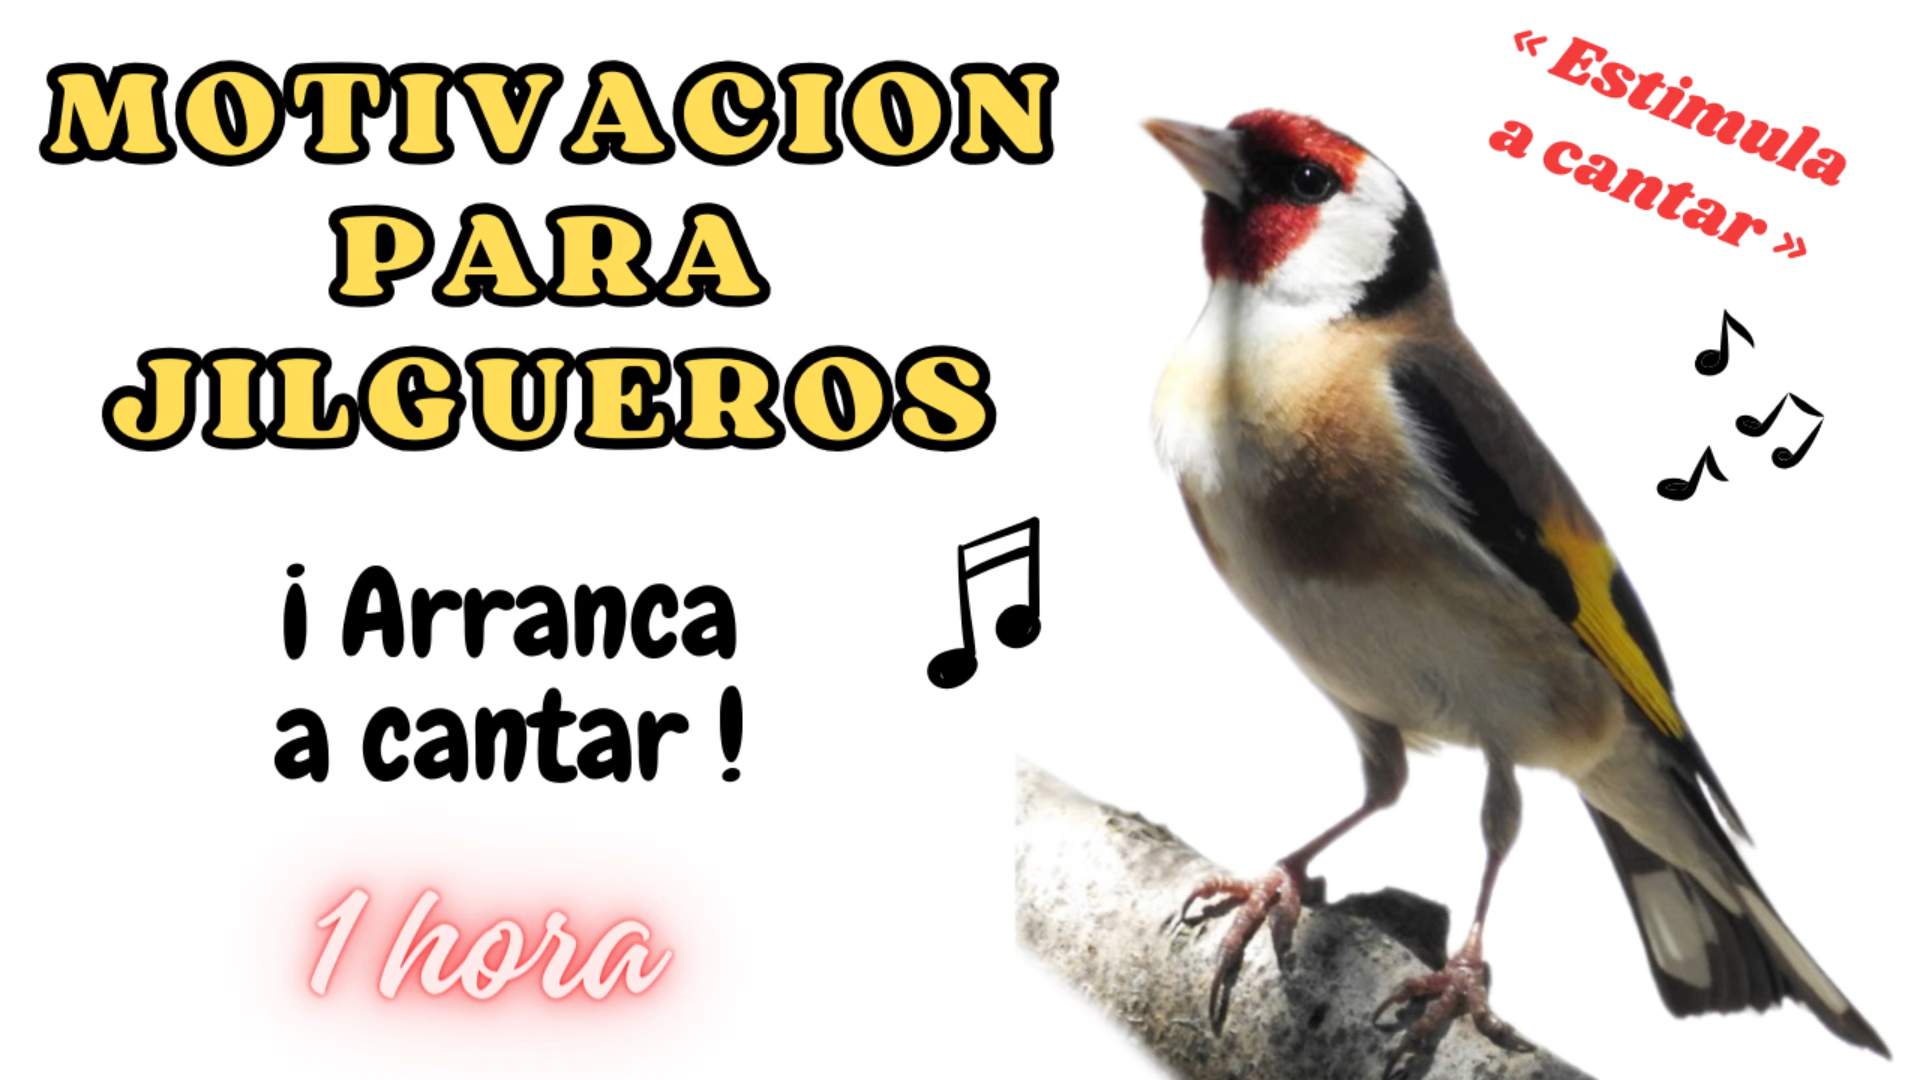 MOTIVACION
PARA
JILGUEROS
¡ Arranca
a cantar !
1 hora
« Estimula
a cantar »